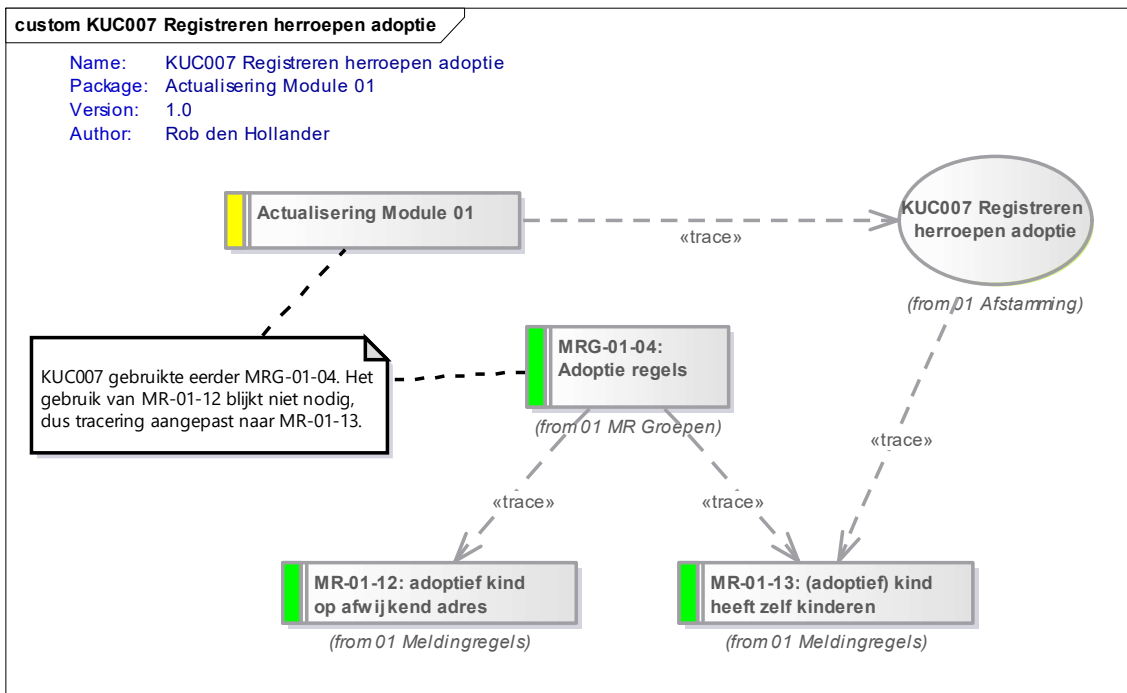 custom KUC007 Registreren herroepen adoptie
Name: KUC007 Registreren herroepen adoptie
Package: Actualisering Module 01
Version: 1.0
Author: Rob den Hollander
Actualisering Module 01
«trace»
KUC007 Registreren
herroepen adoptie
(from 01 Afstamming)
KUC007 gebruikte eerder MRG-01-04. Het
gebruik van MR-01-12 blijkt niet nodig,
dus tracering aangepast naar MR-01-13.
MRG-01-04:
Adoptie regels
(from 01 MR Groepen)
«trace»
«trace»
«trace»
MR-01-12: adoptief kind
op afwijkend adres
(from 01 Meldingregels)
MR-01-13: (adoptief) kind
heeft zelf kinderen
(from 01 Meldingregels)